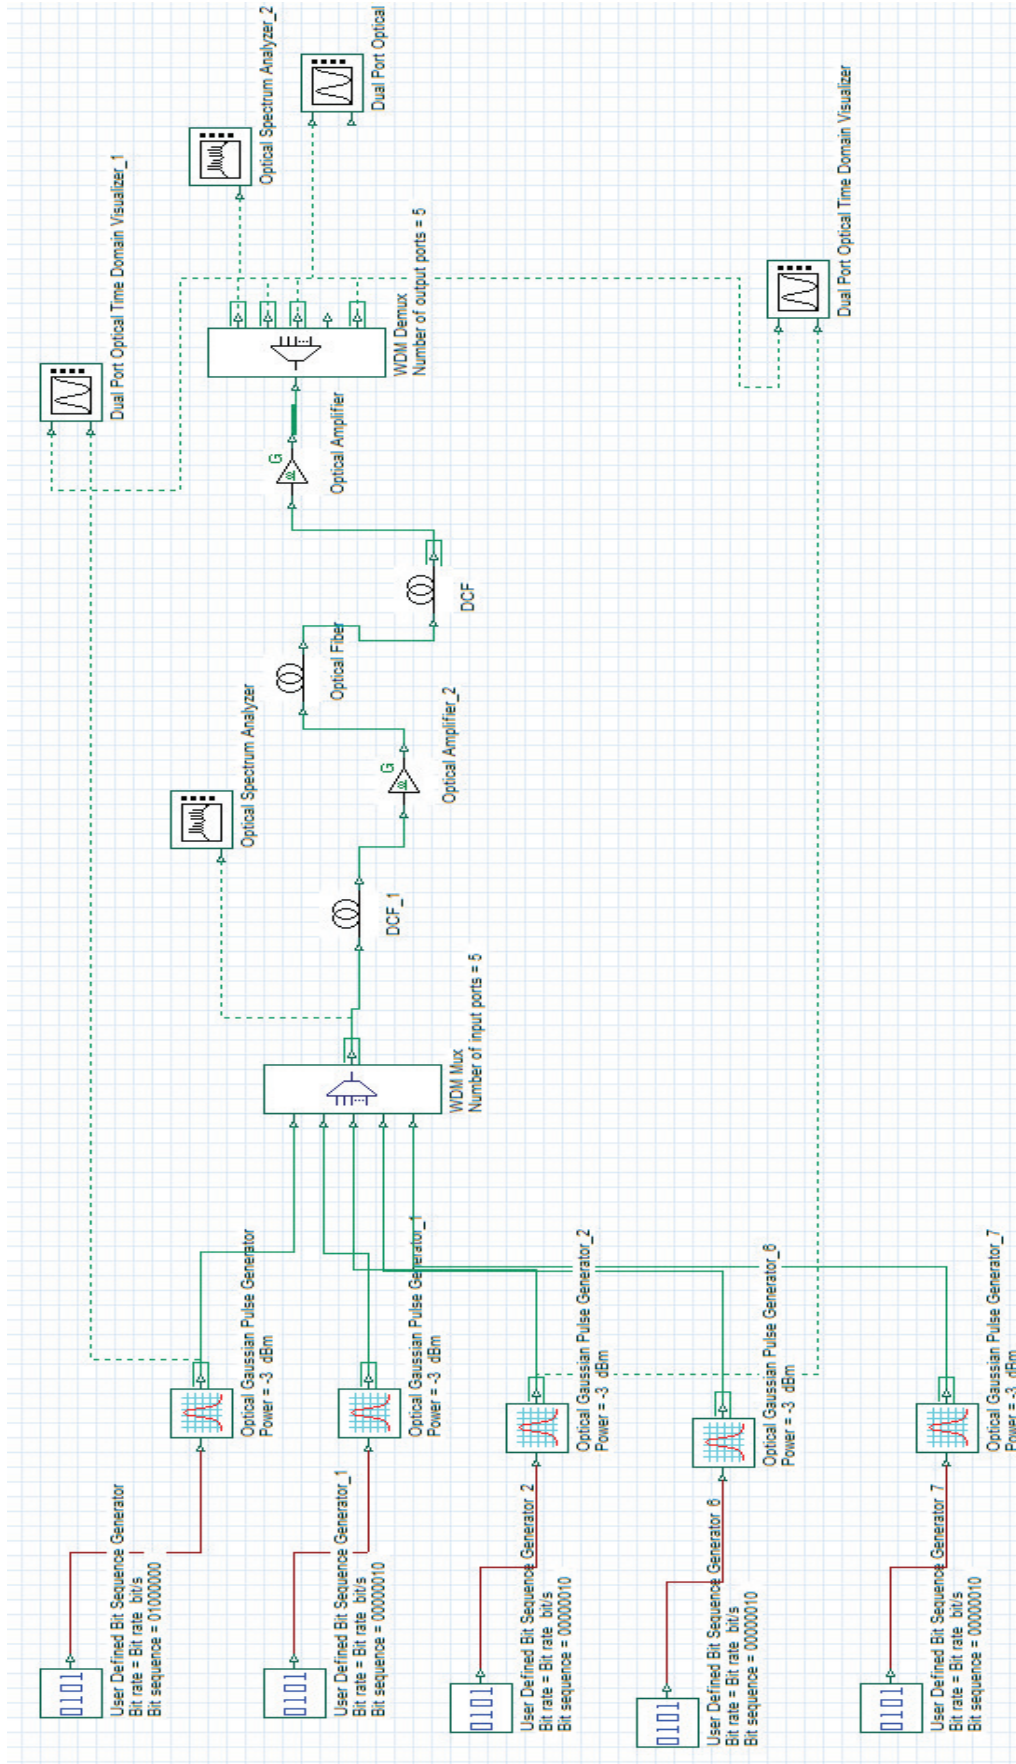 User Defined Bit Sequence Generator
Bit rate = Bit rate  bit/s
Bit sequence = 01000000
Optical Gaussian Pulse Generator
Power = -3  dBm
User Defined Bit Sequence Generator_1
Bit rate = Bit rate  bit/s
Bit sequence = 00000010
Optical Gaussian Pulse Generator_1
Power = -3  dBm
User Defined Bit Sequence Generator_2
Bit rate = Bit rate  bit/s
Bit sequence = 00000010
Optical Gaussian Pulse Generator_2
Power = -3  dBm
User Defined Bit Sequence Generator_6
Bit rate = Bit rate  bit/s
Bit sequence = 00000010
Optical Gaussian Pulse Generator_6
Power = -3  dBm
User Defined Bit Sequence Generator_7
Bit rate = Bit rate  bit/s
Bit sequence = 00000010
Optical Gaussian Pulse Generator_7
Power = -3  dBm
WDM Mux
Number of input ports = 5
Optical Spectrum Analyzer
DCF_1
G
Optical Amplifier_2
Optical Fiber
DCF
G
Optical Amplifier
WDM Demux
Number of output ports = 5
Dual Port Optical Time Domain Visualizer_1
Optical Spectrum Analyzer_2
Dual Port Optical
Dual Port Optical Time Domain Visualizer